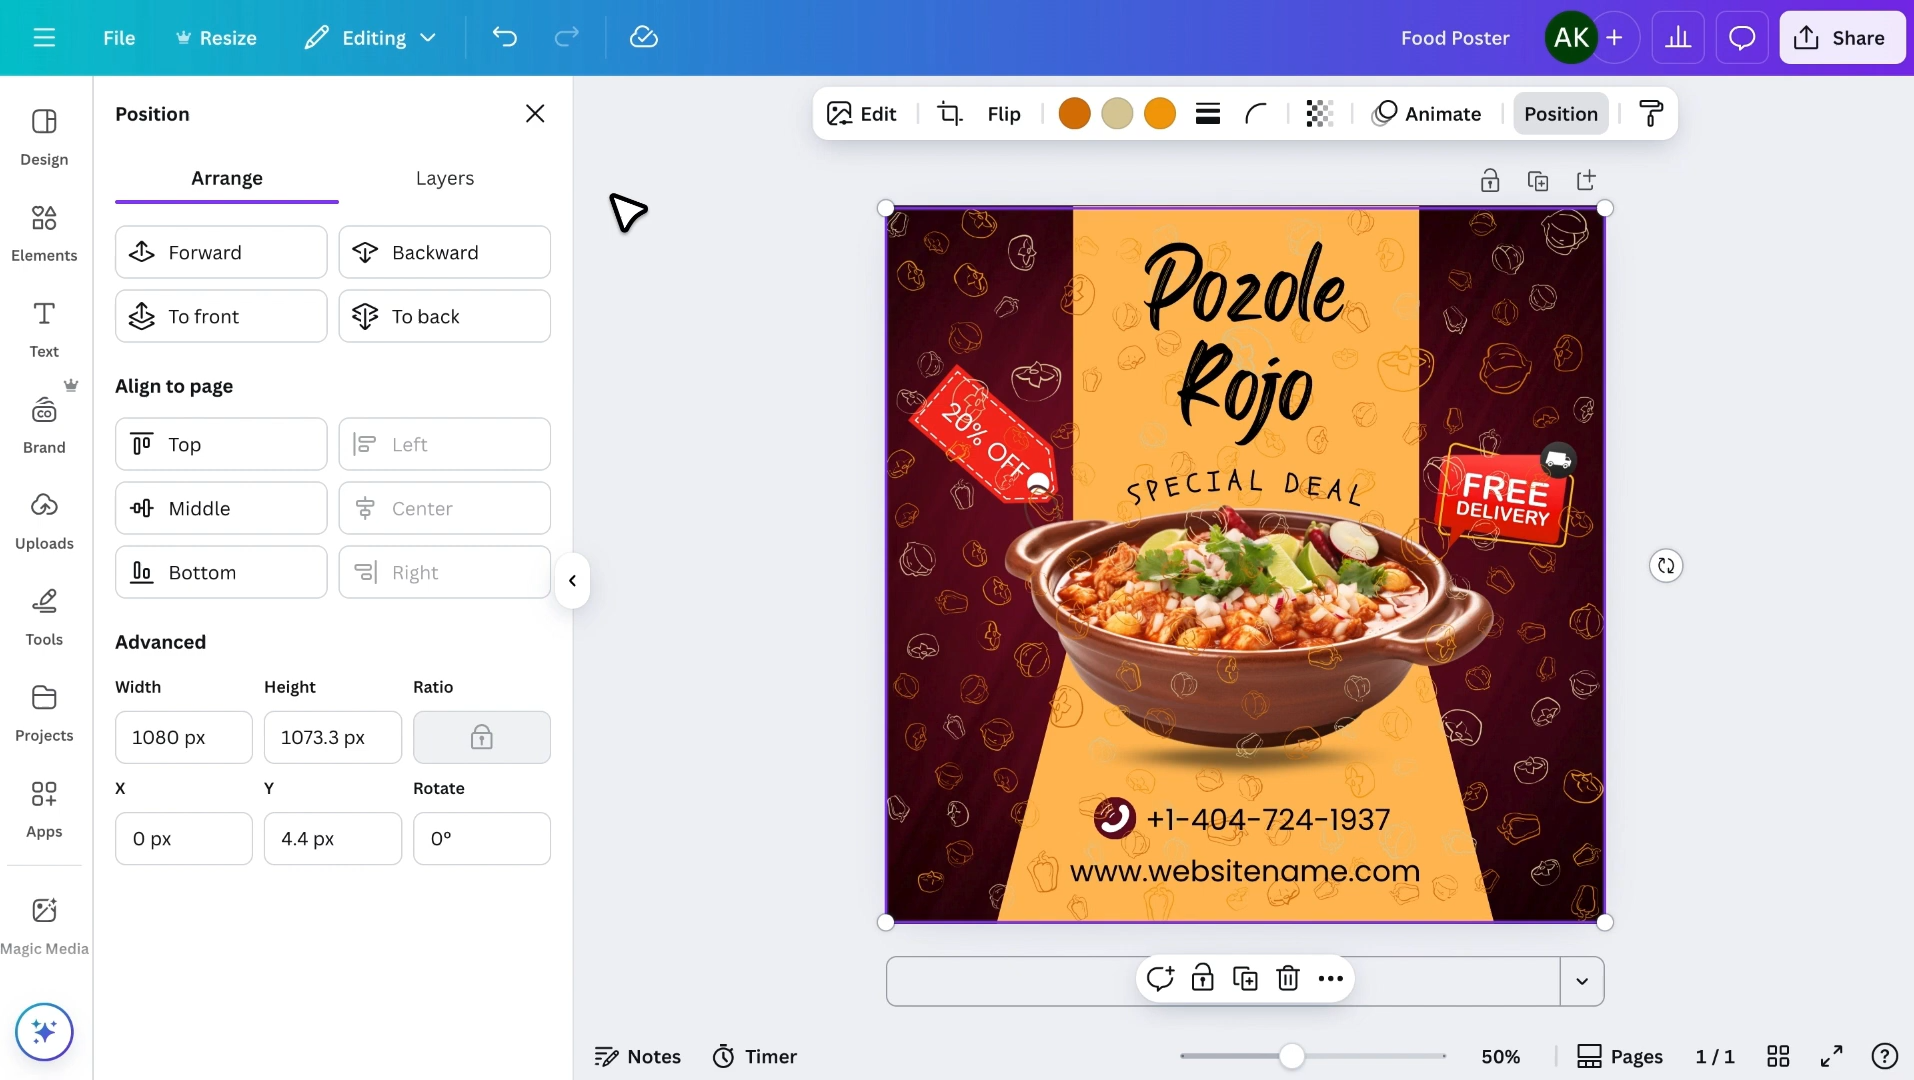 File
Resize
Editing
Food Poster
AK
Share
Design
Elements
Text
Brand
Uploads
Tools
Projects
Apps
Magic Media
Position
Arrange
Layers
Forward
Backward
To front
To back
Align to page
Top
Left
Middle
Center
Bottom
Right
Advanced
Width
Height
Ratio
1080 px
1073.3 px
X
Y
Rotate
0 px
4.4 px
0°
Edit
Flip
Animate
Position
Pozole
Rojo
SPECIAL DEAL
20% OFF
FREE
DELIVERY
+1-404-724-1937
www.websitename.com
Notes
Timer
50%
Pages
1 / 1